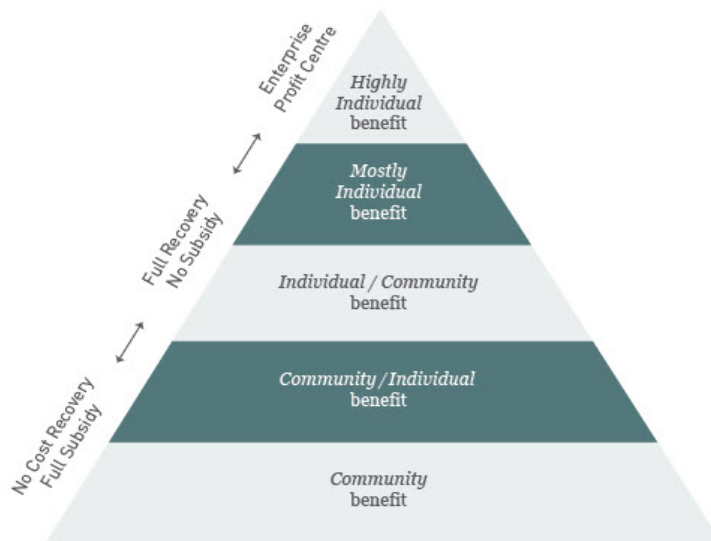 Enterprise
Profit Centre
Highly
Individual
benefit
Mostly
Individual
benefit
Full Recovery
No Subsidy
Individual / Community
benefit
Community / Individual
benefit
No Cost Recovery
Full Subsidy
Community
benefit